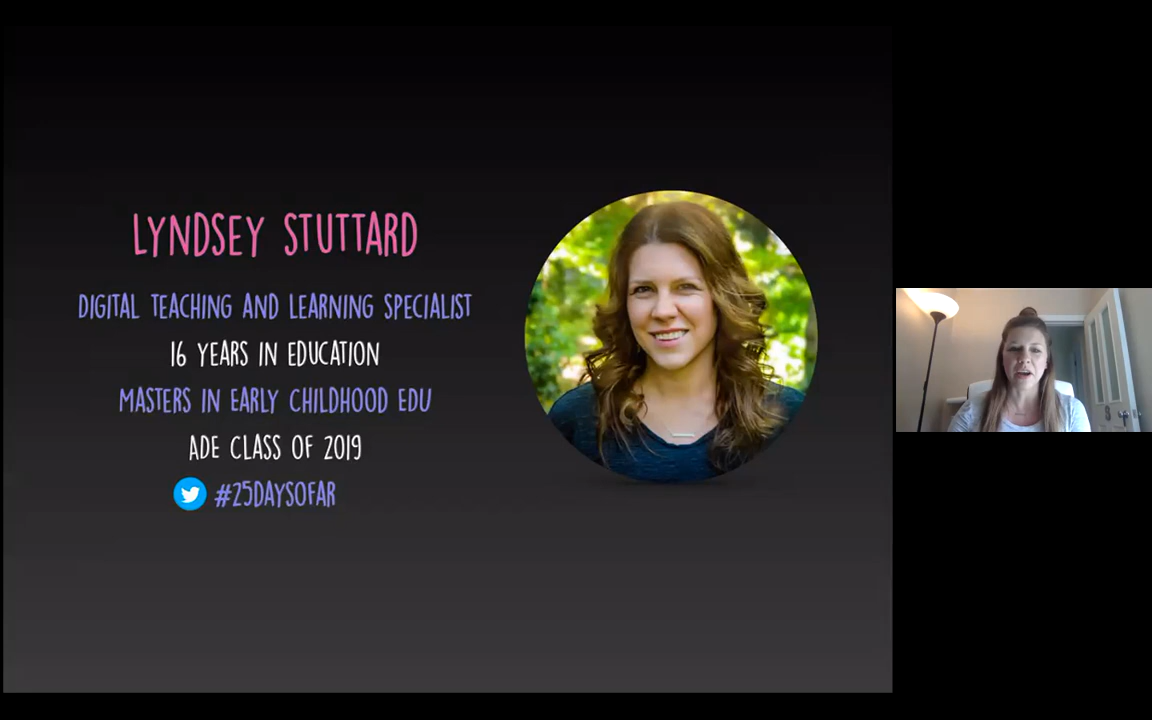 LYNDSEY STUTTARD
DIGITAL TEACHING AND LEARNING SPECIALIST
16 YEARS IN EDUCATION
MASTERS IN EARLY CHILDHOOD EDU
ADE CLASS OF 2019
#25DAYSOFAR